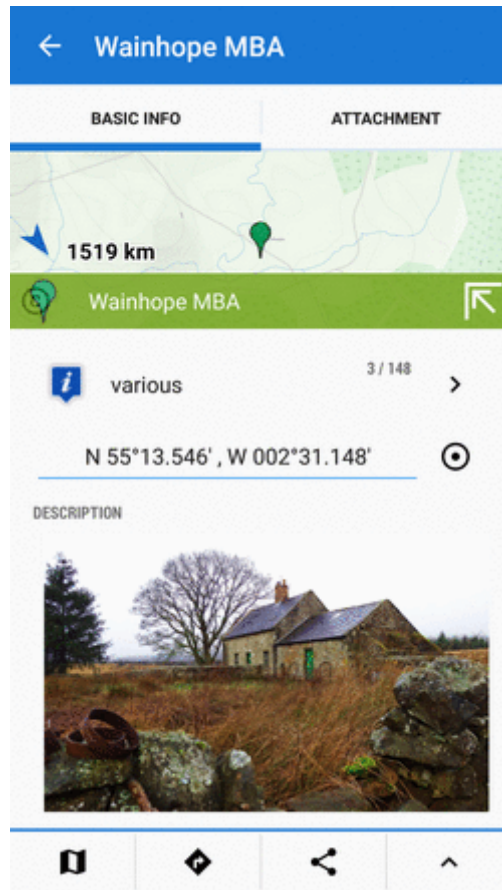 Wainhope MBA
BASIC INFO
ATTACHMENT
1519 km
Wainhope MBA
various
3 / 148
N 55°13.546' , W 002°31.148'
DESCRIPTION